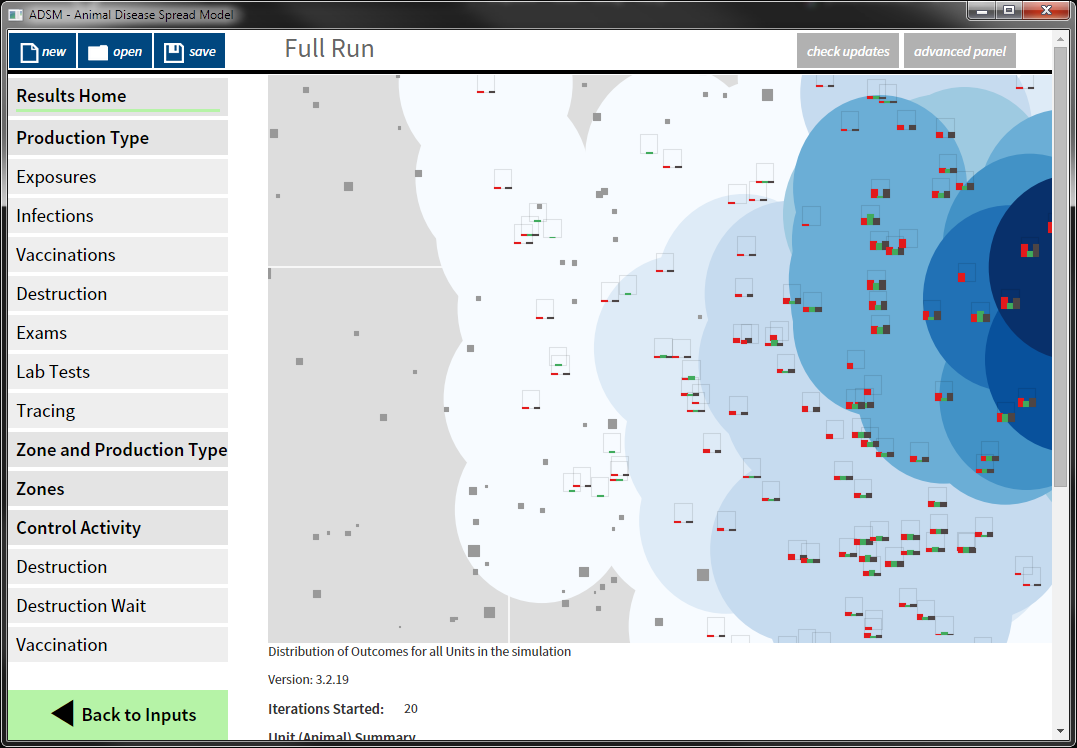 ADSM - Animal Disease Spread Model
new open save
Full Run
check updates advanced panel
Results Home
Production Type
Exposures
Infections
Vaccinations
Destruction
Exams
Lab Tests
Tracing
Zone and Production Type
Zones
Control Activity
Destruction
Destruction Wait
Vaccination
Back to Inputs
Distribution of Outcomes for all Units in the simulation
Version: 3.2.19
Iterations Started: 20
Unit (Animal) Summary